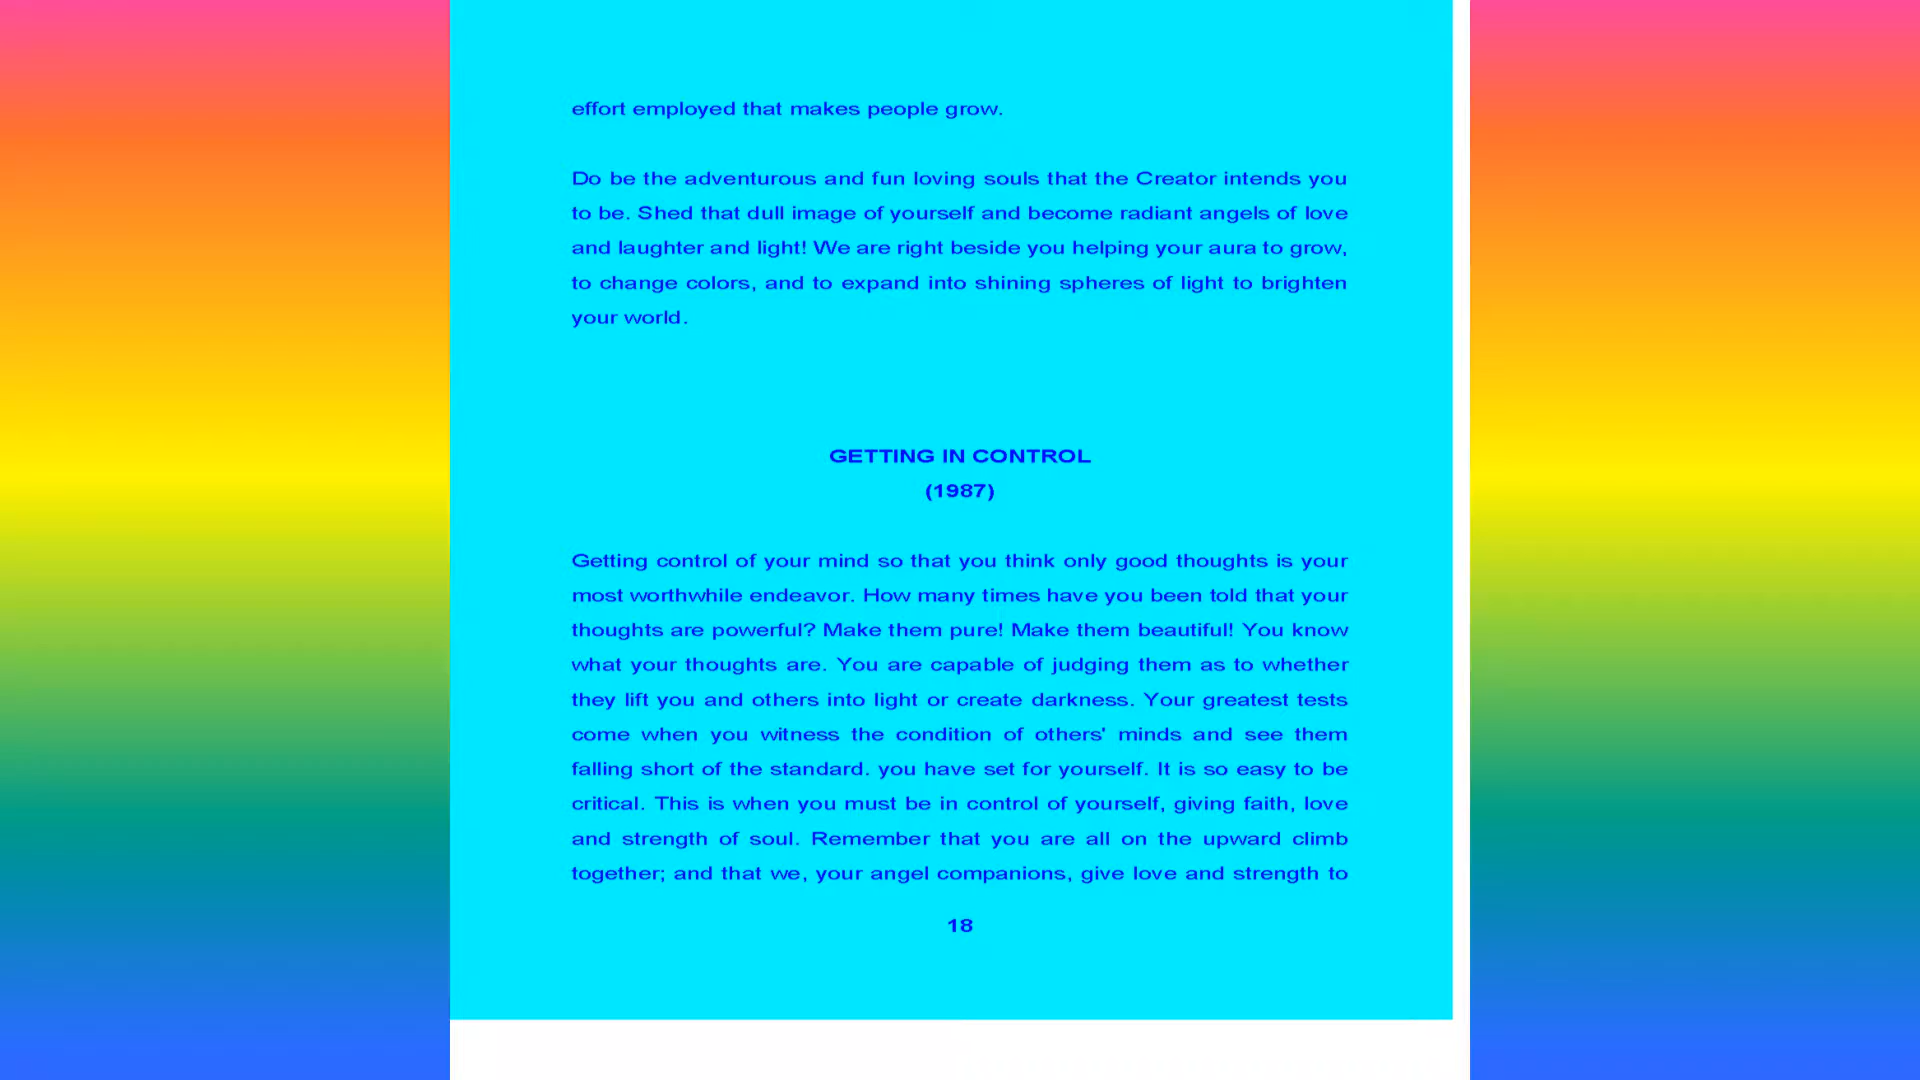 effort employed that makes people grow.
Do be the adventurous and fun loving souls that the Creator intends you
to be. Shed that dull image of yourself and become radiant angels of love
and laughter and light! We are right beside you helping your aura to grow,
to change colors, and to expand into shining spheres of light to brighten
your world.
GETTING IN CONTROL
(1987)
Getting control of your mind so that you think only good thoughts is your
most worthwhile endeavor. How many times have you been told that your
thoughts are powerful? Make them pure! Make them beautiful! You know
what your thoughts are. You are capable of judging them as to whether
they lift you and others into light or create darkness. Your greatest tests
come when you witness the condition of others' minds and see them
falling short of the standard. you have set for yourself. It is so easy to be
critical. This is when you must be in control of yourself, giving faith, love
and strength of soul. Remember that you are all on the upward climb
together; and that we, your angel companions, give love and strength to
18